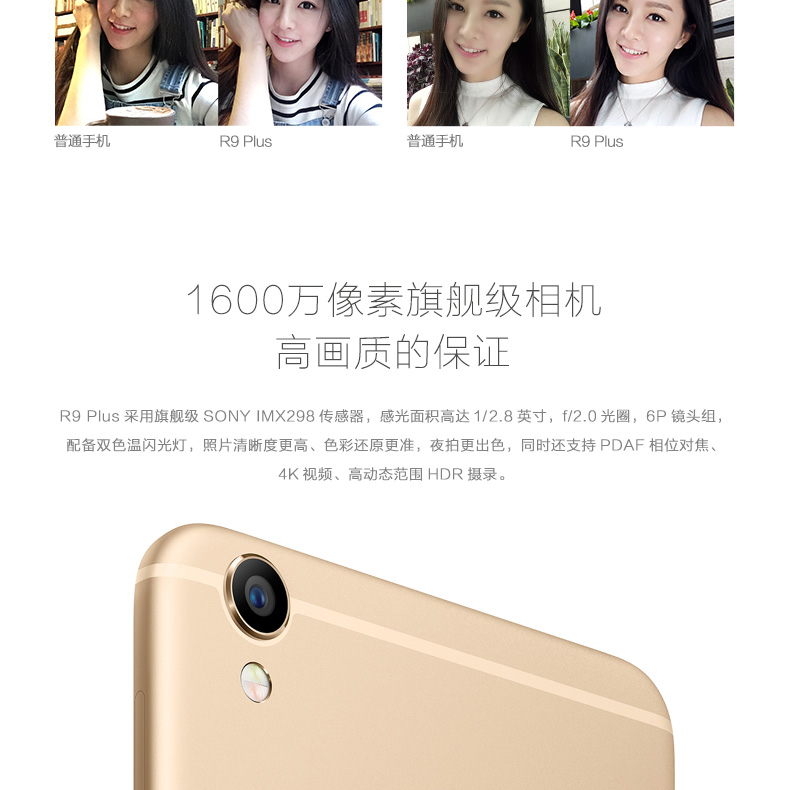 普通手机 R9 Plus 普通手机 R9 Plus
1600万像素旗舰级相机
高画质的保证
R9 Plus 采用旗舰级 SONY IMX298 传感器，感光面积高达 1/2.8 英寸，f/2.0 光圈，6P 镜头组，
配备双色温闪光灯，照片清晰度更高、色彩还原更准，夜拍更出色，同时还支持 PDAF 相位对焦、
4K 视频、高动态范围 HDR 摄录。